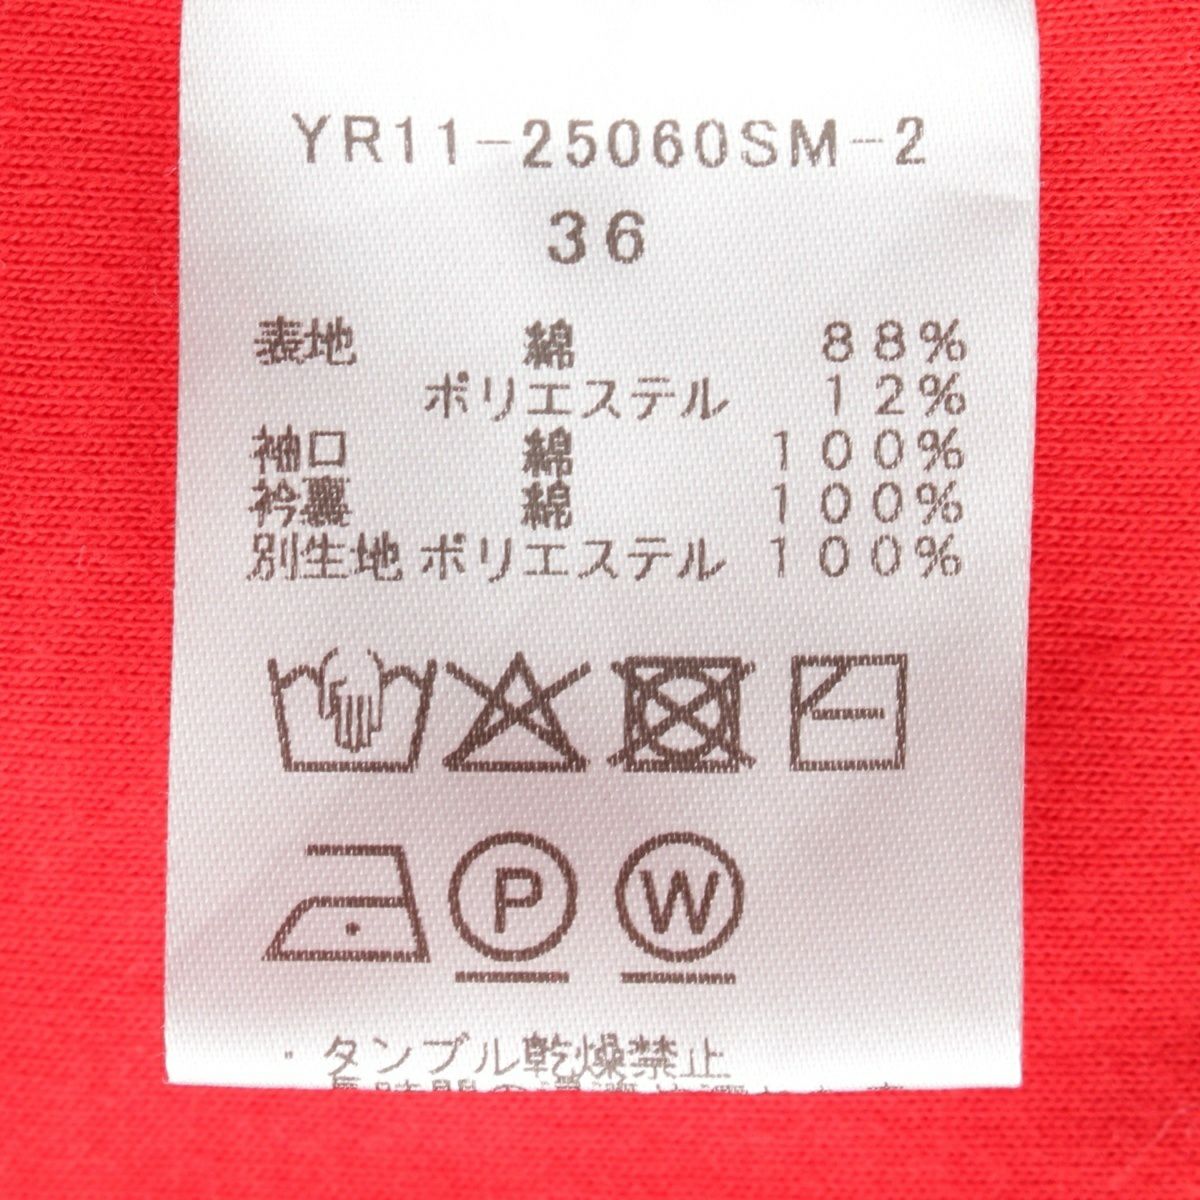 YR11-25060SM-2
36
表地 綿 88%
ポリエステル 12%
袖口 綿 100%
衿裏 綿 100%
別生地 ポリエステル 100%
P W
・タンブル乾燥禁止